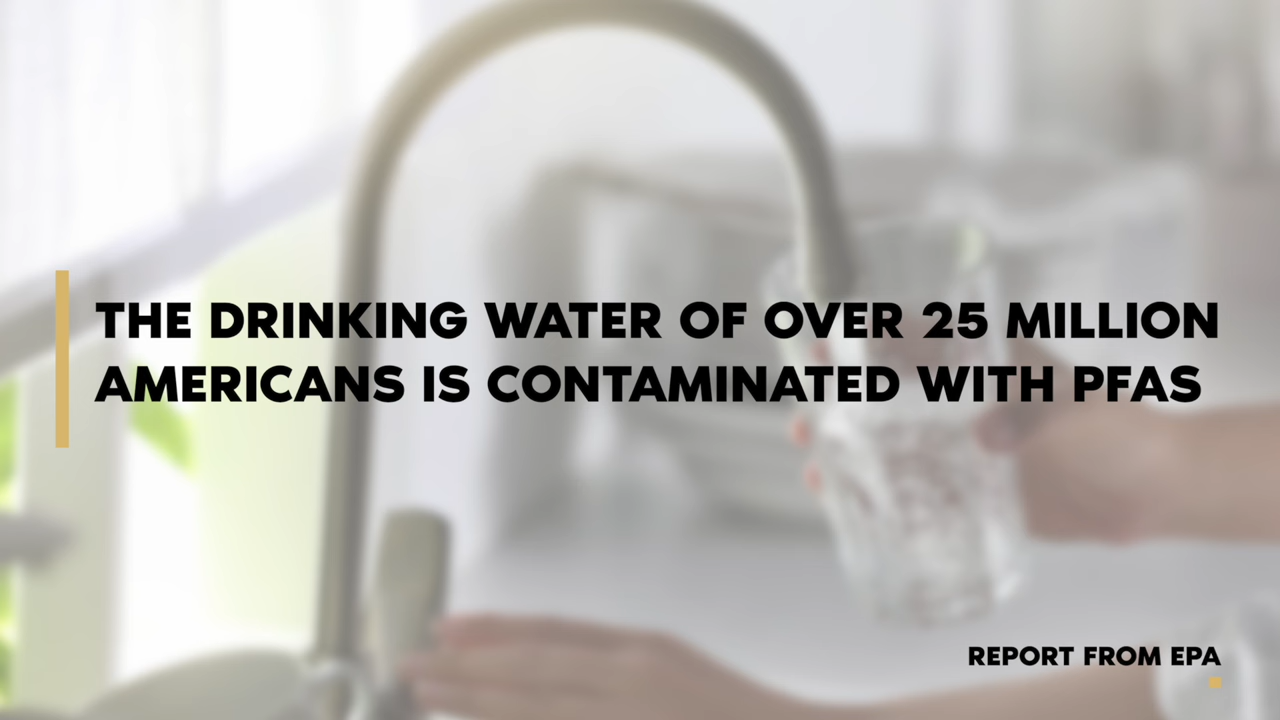 THE DRINKING WATER OF OVER 25 MILLION
AMERICANS IS CONTAMINATED WITH PFAS
REPORT FROM EPA